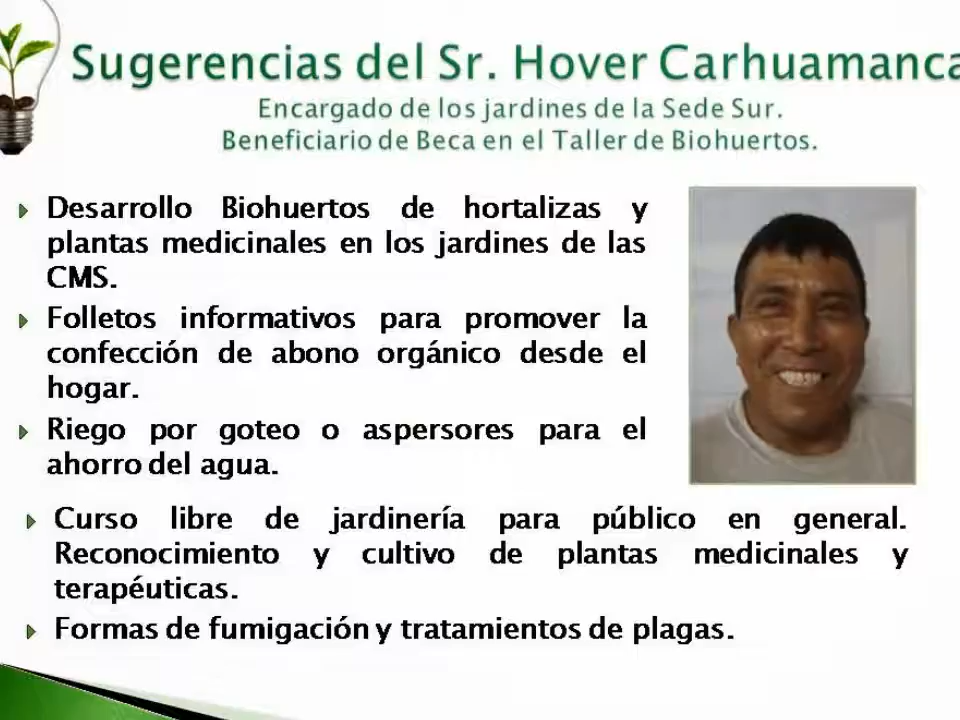 Sugerencias del Sr. Hover Carhuamanca
Encargado de los jardines de la Sede Sur.
Beneficiario de Beca en el Taller de Biohuertos.
Desarrollo Biohuertos de hortalizas y
plantas medicinales en los jardines de las
CMS.
Folletos informativos para promover la
confección de abono orgánico desde el
hogar.
Riego por goteo o aspersores para el
ahorro del agua.
Curso libre de jardinería para público en general.
Reconocimiento y cultivo de plantas medicinales y
terapéuticas.
Formas de fumigación y tratamientos de plagas.